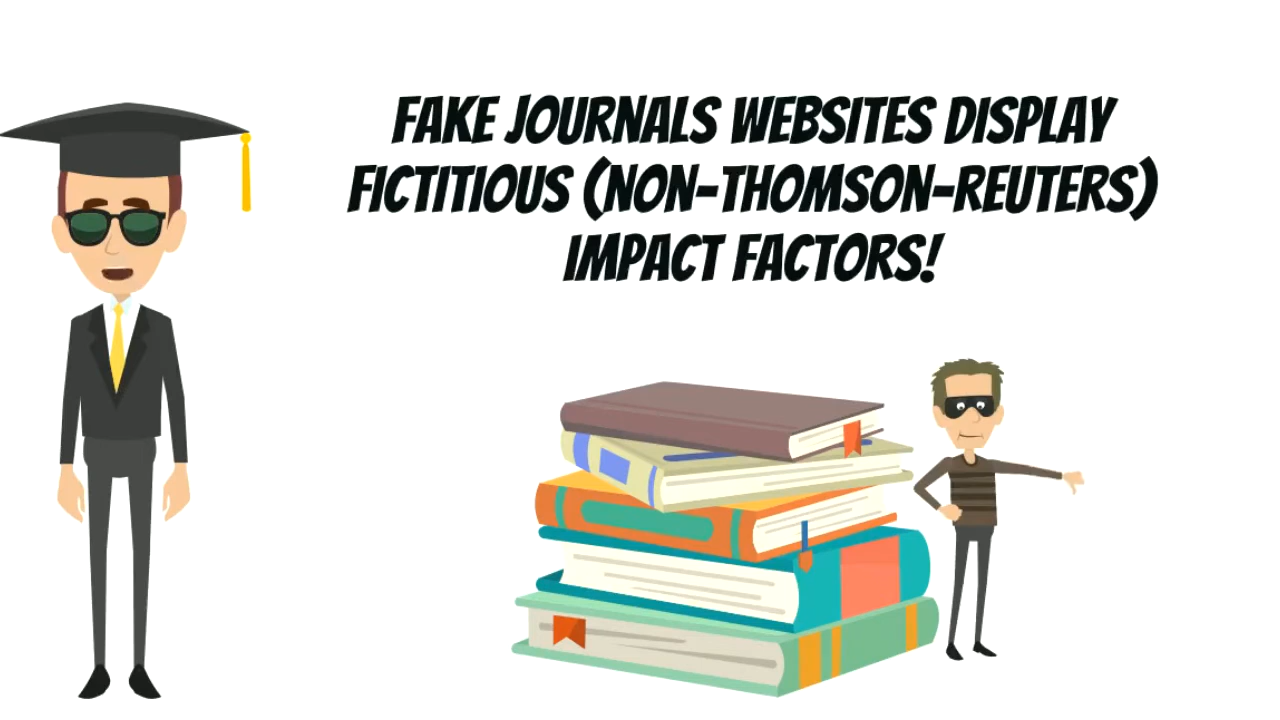 FAKE JOURNALS WEBSITES DISPLAY
FICTITIOUS (NON-THOMSON-REUTERS)
IMPACT FACTORS!